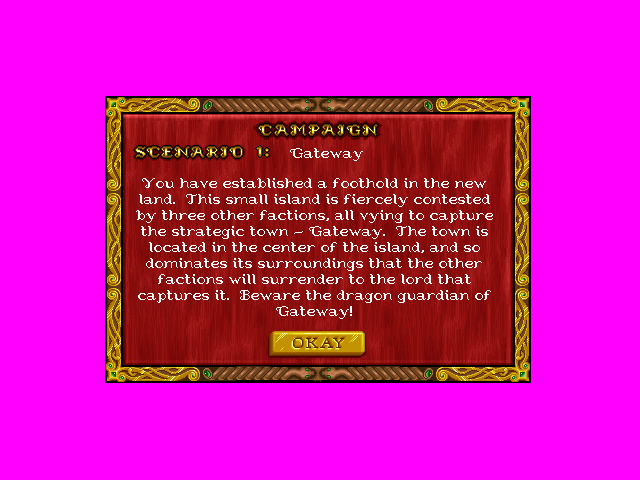 CAMPAIGN
SCENARIO 1: Gateway
You have established a foothold in the new
land. This small island is fiercely contested
by three other factions, all vying to capture
the strategic town - Gateway. The town is
located in the center of the island, and so
dominates its surroundings that the other
factions will surrender to the lord that
captures it. Beware the dragon guardian of
Gateway!
OKAY